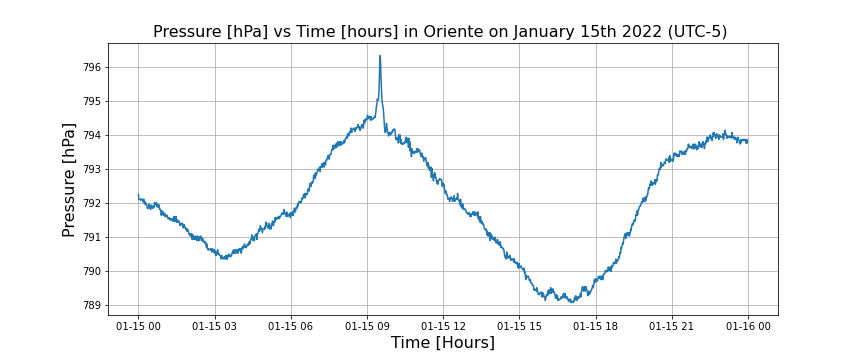 Pressure [hPa] vs Time [hours] in Oriente on January 15th 2022 (UTC-5)
Pressure [hPa]
796
795
794
793
792
791
790
789
01-15 00 01-15 03 01-15 06 01-15 09 01-15 12 01-15 15 01-15 18 01-15 21 01-16 00
Time [Hours]